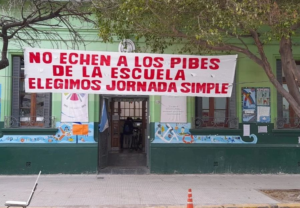 NO ECHEN A LOS PIBES
DE LA ESCUELA
ELEGIMOS JORNADA SIMPLE